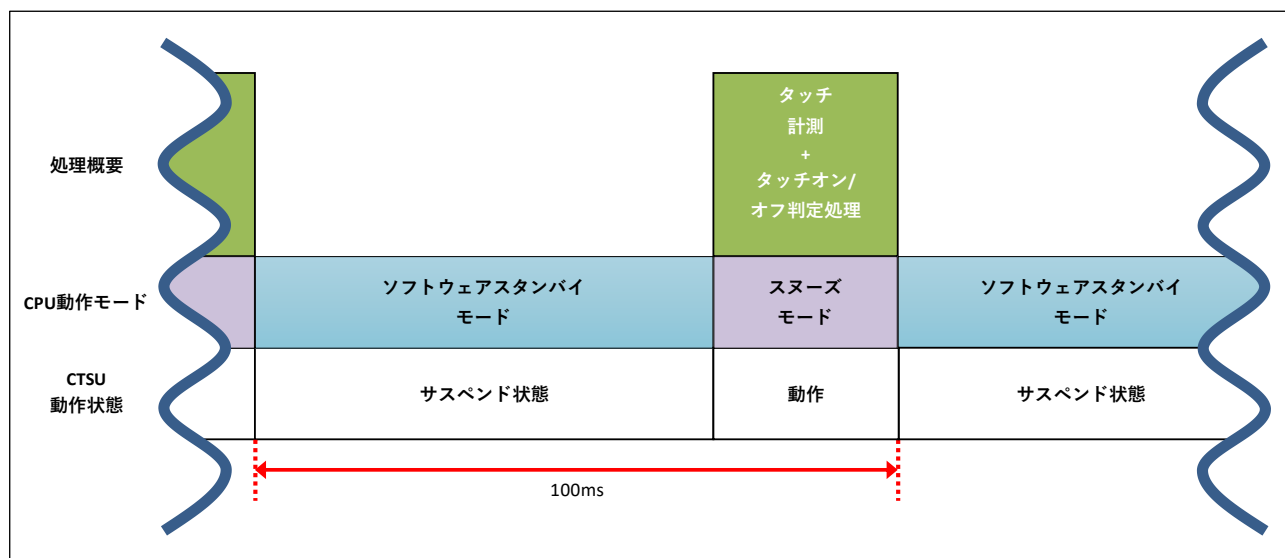 処理概要
タッチ
計測
+
タッチオン/
オフ判定処理
CPU動作モード
ソフトウェアスタンバイ
モード
スヌーズ
モード
ソフトウェアスタンバイ
モード
CTSU
動作状態
サスペンド状態
動作
サスペンド状態
100ms